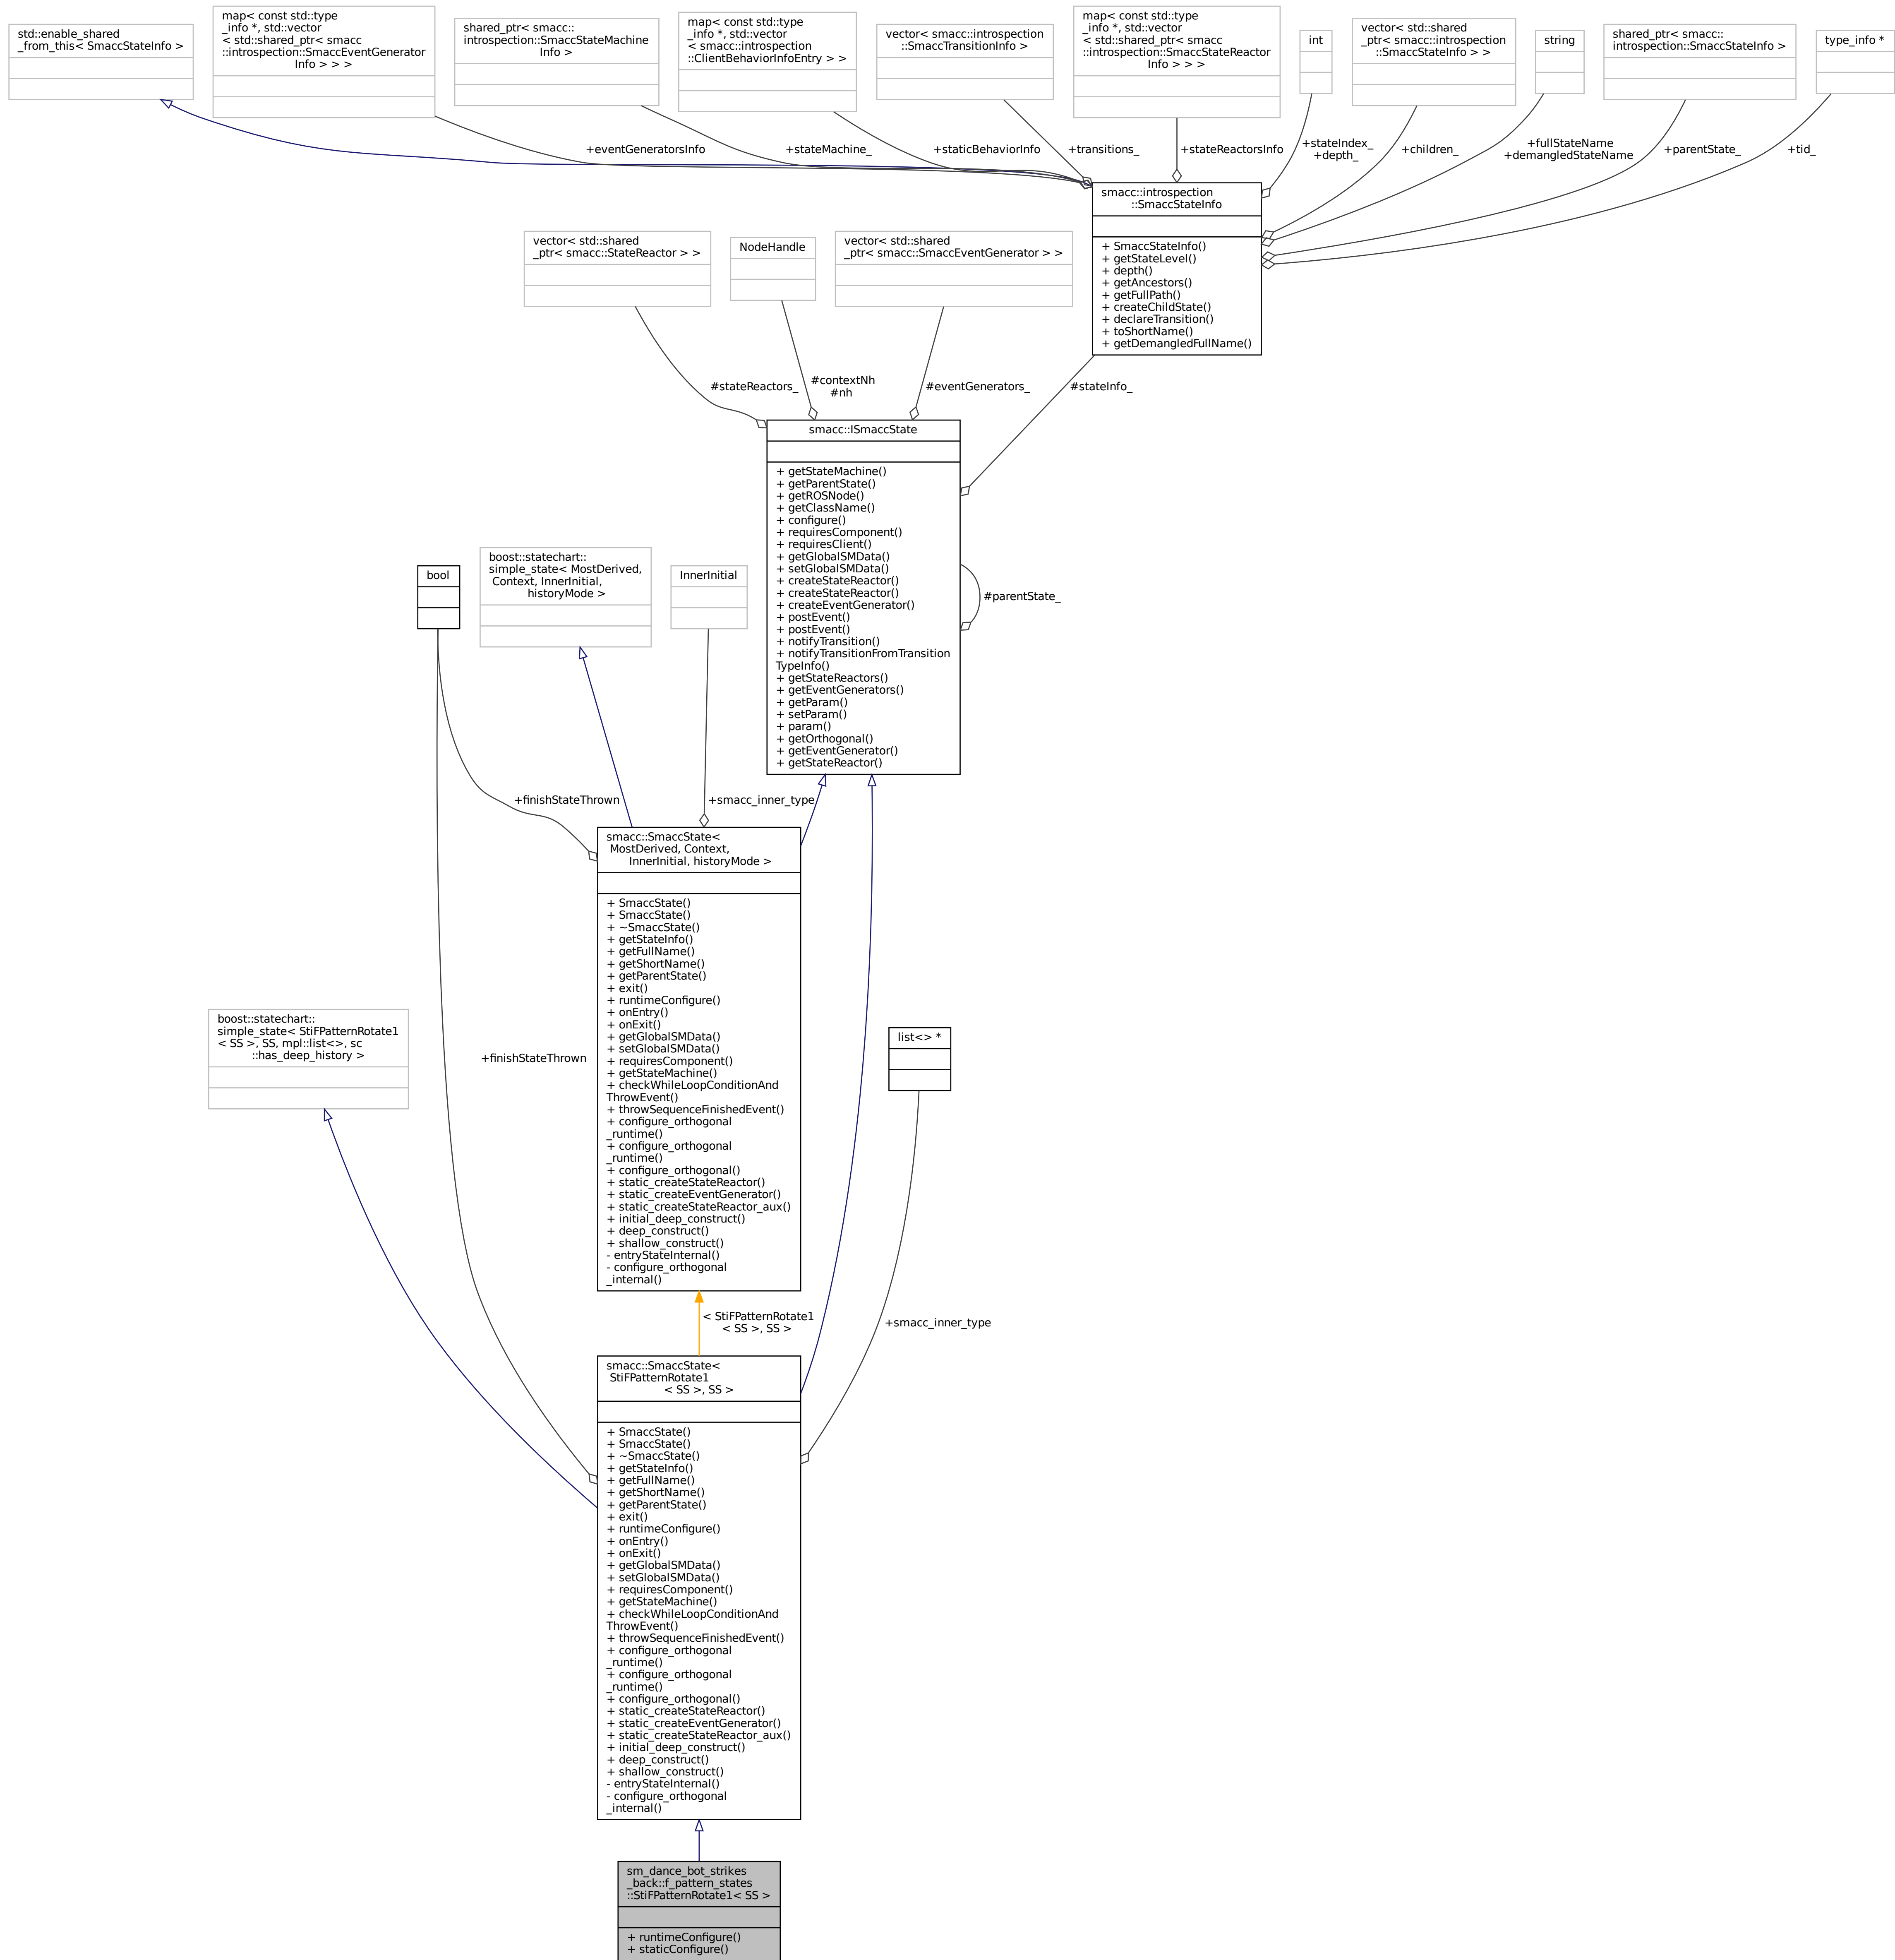 std::enable_shared
_from_this< SmaccStateInfo >
map< const std::type
_info *, std::vector
< std::shared_ptr< smacc
::introspection::SmaccEventGenerator
Info > > >
shared_ptr< smacc::
introspection::SmaccStateMachine
Info >
map< const std::type
_info *, std::vector
< smacc::introspection
::ClientBehaviorInfoEntry > >
vector< smacc::introspection
::SmaccTransitionInfo >
map< const std::type
_info *, std::vector
< std::shared_ptr< smacc
::introspection::SmaccStateReactor
Info > > >
int
vector< std::shared
_ptr< smacc::introspection
::SmaccStateInfo > >
string
shared_ptr< smacc::
introspection::SmaccStateInfo >
type_info *
+eventGeneratorsInfo
+stateMachine_
+staticBehaviorInfo
+transitions_
+stateReactorsInfo
+stateIndex_
+depth_
+children_
+fullStateName
+demangledStateName
+parentState_
+tid_
smacc::introspection
::SmaccStateInfo
+ SmaccStateInfo()
+ getStateLevel()
+ depth()
+ getAncestors()
+ getFullPath()
+ createChildState()
+ declareTransition()
+ toShortName()
+ getDemangledFullName()
vector< std::shared
_ptr< smacc::StateReactor > >
NodeHandle
vector< std::shared
_ptr< smacc::SmaccEventGenerator > >
#stateReactors_
#contextNh
#nh
#eventGenerators_
#stateInfo_
smacc::ISmaccState
+ getStateMachine()
+ getParentState()
+ getROSNode()
+ getClassName()
+ configure()
+ requiresComponent()
+ requiresClient()
+ getGlobalSMData()
+ setGlobalSMData()
+ createStateReactor()
+ createStateReactor()
+ createEventGenerator()
+ postEvent()
+ postEvent()
+ notifyTransition()
+ notifyTransitionFromTransition
TypeInfo()
+ getStateReactors()
+ getEventGenerators()
+ getParam()
+ setParam()
+ param()
+ getOrthogonal()
+ getEventGenerator()
+ getStateReactor()
#parentState_
bool
boost::statechart::
simple_state< MostDerived,
Context, InnerInitial,
historyMode >
InnerInitial
+finishStateThrown
+smacc_inner_type
smacc::SmaccState<
MostDerived, Context,
InnerInitial, historyMode >
+ SmaccState()
+ SmaccState()
+ ~SmaccState()
+ getStateInfo()
+ getFullName()
+ getShortName()
+ getParentState()
+ exit()
+ runtimeConfigure()
+ onEntry()
+ onExit()
+ getGlobalSMData()
+ setGlobalSMData()
+ requiresComponent()
+ getStateMachine()
+ checkWhileLoopConditionAnd
ThrowEvent()
+ throwSequenceFinishedEvent()
+ configure_orthogonal
_runtime()
+ configure_orthogonal
_runtime()
+ configure_orthogonal()
+ static_createStateReactor()
+ static_createEventGenerator()
+ static_createStateReactor_aux()
+ initial_deep_construct()
+ deep_construct()
+ shallow_construct()
- entryStateInternal()
- configure_orthogonal
_internal()
boost::statechart::
simple_state< StiFPatternRotate1
< SS >, SS, mpl::list<>, sc
::has_deep_history >
+finishStateThrown
list<> *
< StiFPatternRotate1
< SS >, SS >
+smacc_inner_type
smacc::SmaccState<
StiFPatternRotate1
< SS >, SS >
+ SmaccState()
+ SmaccState()
+ ~SmaccState()
+ getStateInfo()
+ getFullName()
+ getShortName()
+ getParentState()
+ exit()
+ runtimeConfigure()
+ onEntry()
+ onExit()
+ getGlobalSMData()
+ setGlobalSMData()
+ requiresComponent()
+ getStateMachine()
+ checkWhileLoopConditionAnd
ThrowEvent()
+ throwSequenceFinishedEvent()
+ configure_orthogonal
_runtime()
+ configure_orthogonal
_runtime()
+ configure_orthogonal()
+ static_createStateReactor()
+ static_createEventGenerator()
+ static_createStateReactor_aux()
+ initial_deep_construct()
+ deep_construct()
+ shallow_construct()
- entryStateInternal()
- configure_orthogonal
_internal()
sm_dance_bot_strikes
_back::f_pattern_states
::StiFPatternRotate1< SS >
+ runtimeConfigure()
+ staticConfigure()